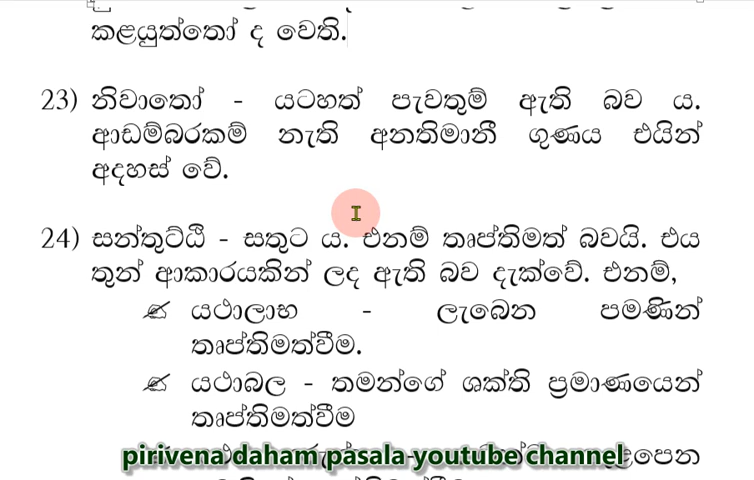 කළයුත්තෝ ද වෙති.
23) නිවාතෝ - යටහත් පැවතුම් ඇති බව ය.
ආඩම්බරකම් නැති අනතිමානී ගුණය එයින්
අදහස් වේ.
24) සන්තුට්ඨි - සතුට ය. එනම් තෘප්තිමත් බවයි. එය
තුන් ආකාරයකින් ලද ඇති බව දැක්වේ. එනම්,
යථාලාභ - ලැබෙන පමණින්
තෘප්තිමත්වීම.
යථාබල - තමන්ගේ ශක්ති ප්‍රමාණයෙන්
තෘප්තිමත්වීම
pirivena daham pasala youtube channel